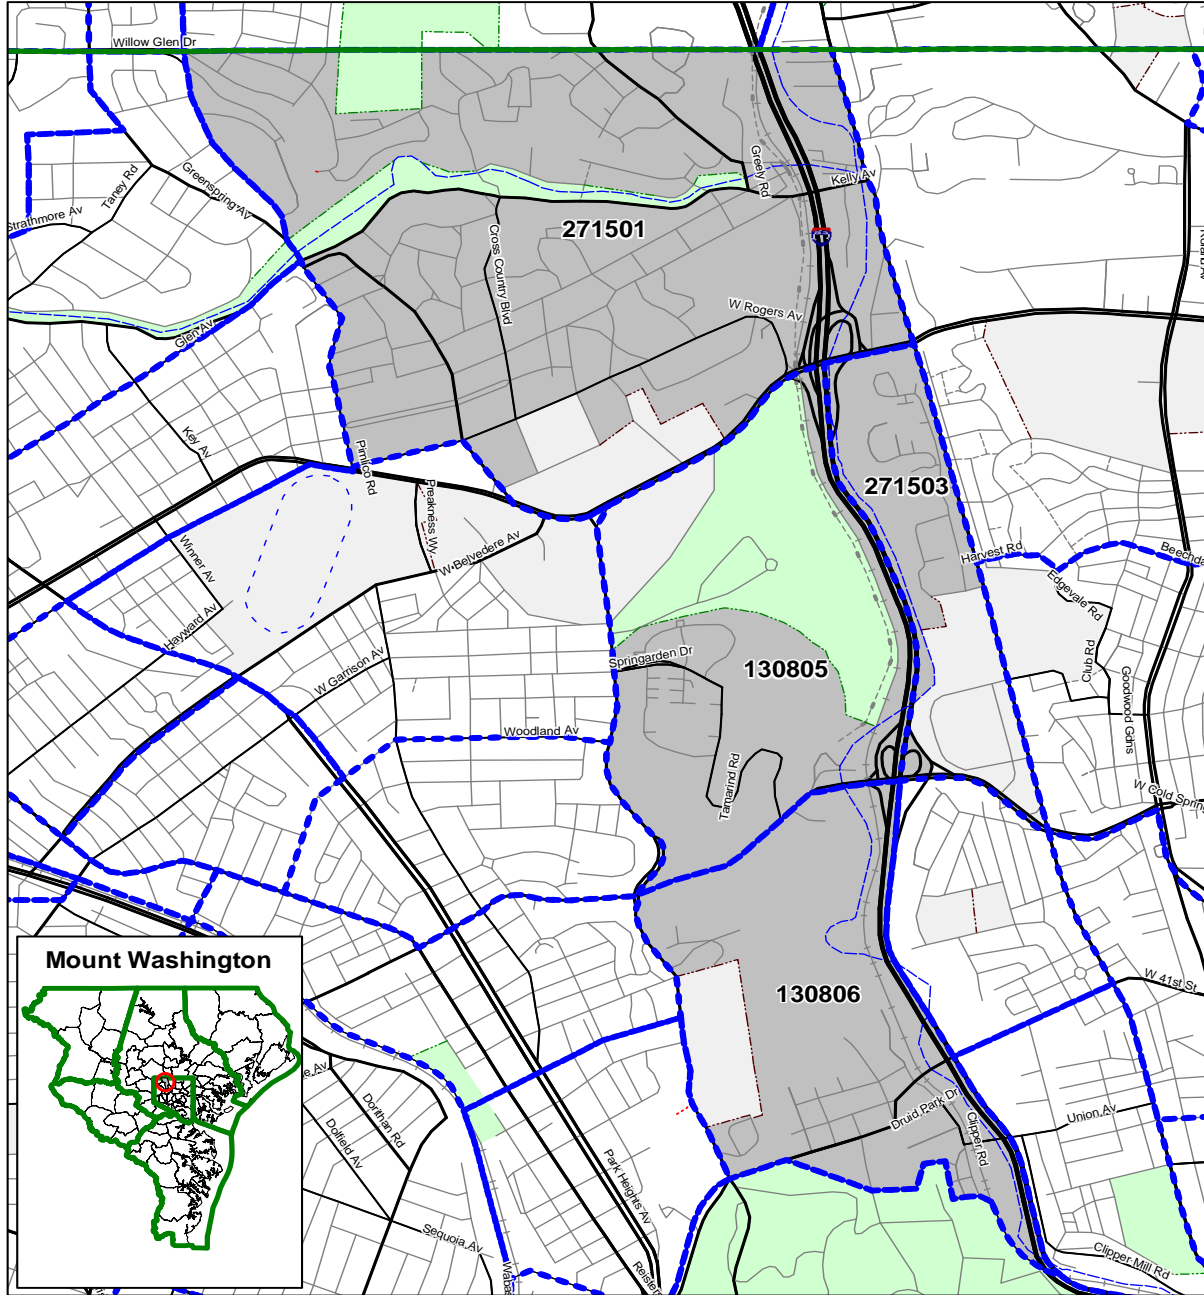 Willow Glen Dr
Greely Rd
Kelly Av
Taney Rd
Greenspring Av
Strathmore Av
271501
Cross Country Blvd
W Rogers Av
Glen Av
Key Av
Pimlico Rd
Preakness Wy
271503
W Belvedere Av
Winner Av
Harvest Rd
Beechda
Edgevale Rd
Hayward Av
W Garrison Av
Springarden Dr
130805
Club Rd
Goodwood Gdns
Woodland Av
Tamarind Rd
W Cold Spring
Mount Washington
W 41st St
130806
e Av
Dorithan Rd
Dolfield Av
Druid Park Dr
Union Av
Clipper Rd
Park Heights Av
Sequoia Av
Clipper Mill Rd
Reister
Wabas